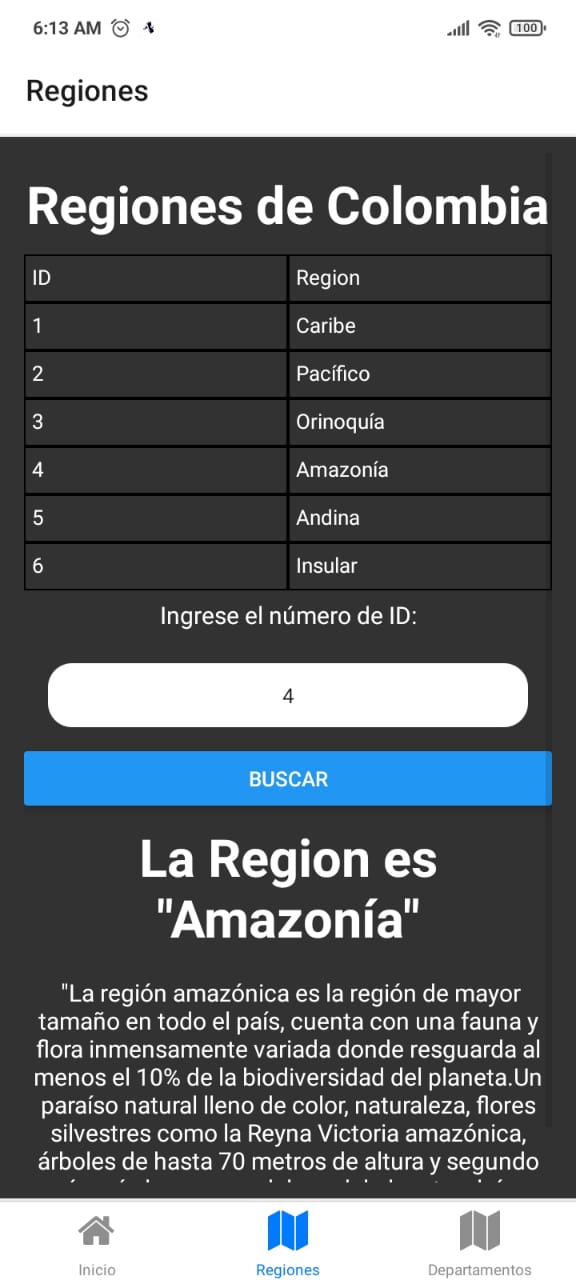 6:13 AM
100
Regiones
Regiones de Colombia
ID Region
1 Caribe
2 Pacífico
3 Orinoquía
4 Amazonía
5 Andina
6 Insular
Ingrese el número de ID:
4
BUSCAR
La Region es
"Amazonía"
"La región amazónica es la región de mayor
tamaño en todo el país, cuenta con una fauna y
flora inmensamente variada donde resguarda al
menos el 10% de la biodiversidad del planeta.Un
paraíso natural lleno de color, naturaleza, flores
silvestres como la Reyna Victoria amazónica,
árboles de hasta 70 metros de altura y segundo
Inicio Regiones Departamentos